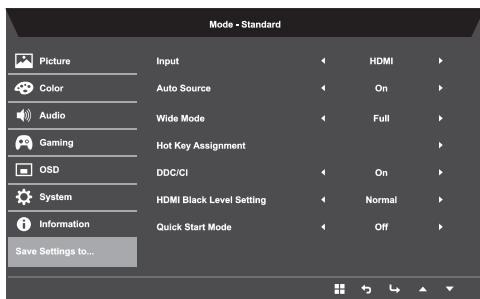 Mode - Standard
Picture
Color
Audio
Gaming
OSD
System
Information
Save Settings to...
Input HDMI
Auto Source On
Wide Mode Full
Hot Key Assignment
DDC/CI On
HDMI Black Level Setting Normal
Quick Start Mode Off